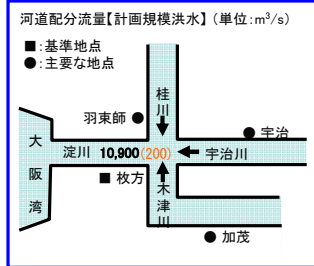 河道配分流量【計画規模洪水】（単位：m³/s）
■：基準地点
●：主要な地点
桂川
羽束師●
●宇治
大阪湾
淀川 10,900(200)
宇治川
■枚方
木津川
●加茂